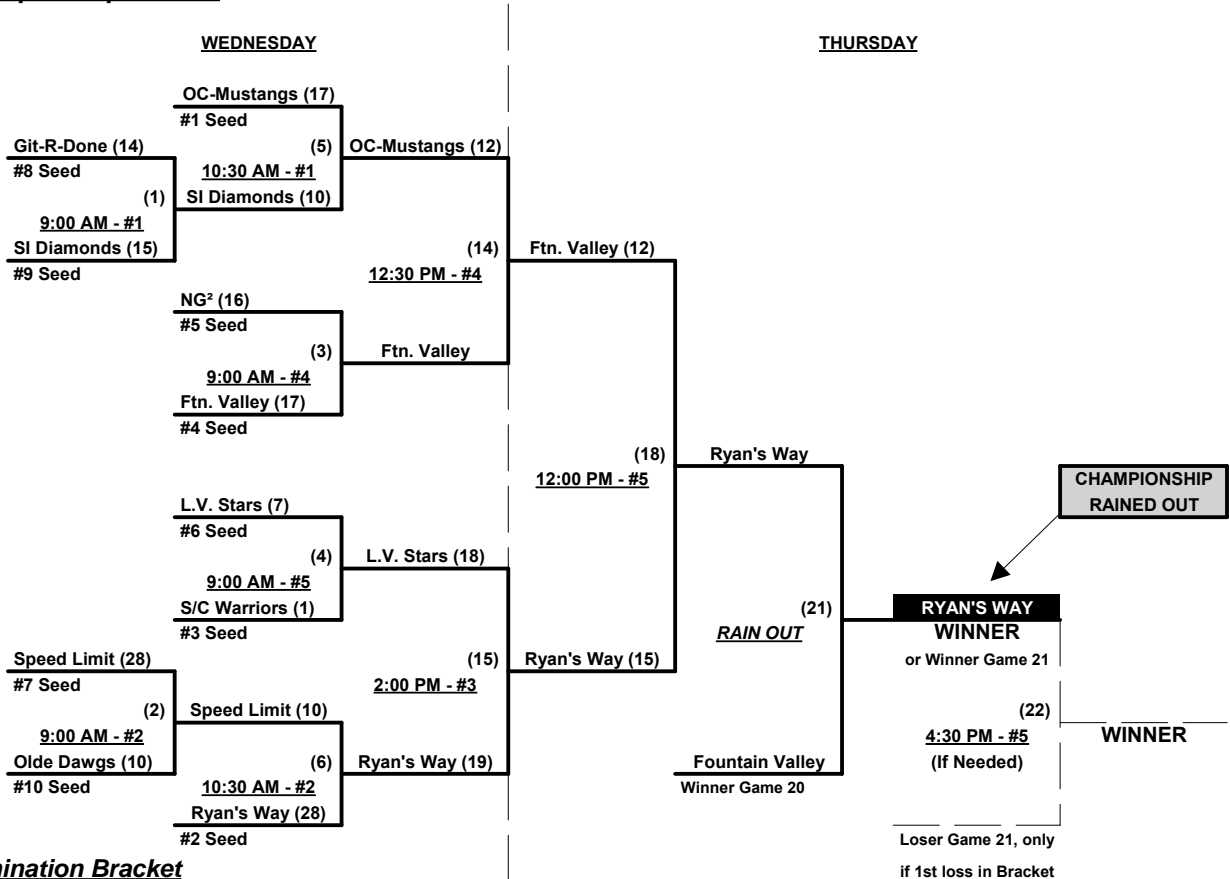 WEDNESDAY
THURSDAY
OC-Mustangs (17)
#1 Seed
Git-R-Done (14)
(5)
OC-Mustangs (12)
#8 Seed
10:30 AM - #1
(1)
SI Diamonds (10)
9:00 AM - #1
SI Diamonds (15)
(14)
Ftn. Valley (12)
#9 Seed
12:30 PM - #4
NG² (16)
#5 Seed
(3)
Ftn. Valley
9:00 AM - #4
Ftn. Valley (17)
#4 Seed
(18)
Ryan's Way
12:00 PM - #5
CHAMPIONSHIP
RAINED OUT
L.V. Stars (7)
#6 Seed
(4)
L.V. Stars (18)
9:00 AM - #5
S/C Warriors (1)
#3 Seed
(21)
RAIN OUT
RYAN'S WAY
WINNER
or Winner Game 21
Speed Limit (28)
#7 Seed
(15)
Ryan's Way (15)
2:00 PM - #3
(2)
Speed Limit (10)
9:00 AM - #2
Olde Dawgs (10)
#10 Seed
(6)
Ryan's Way (19)
10:30 AM - #2
Ryan's Way (28)
#2 Seed
Fountain Valley
Winner Game 20
(22)
4:30 PM - #5
(If Needed)
WINNER
Loser Game 21, only
if 1st loss in Bracket
mination Bracket